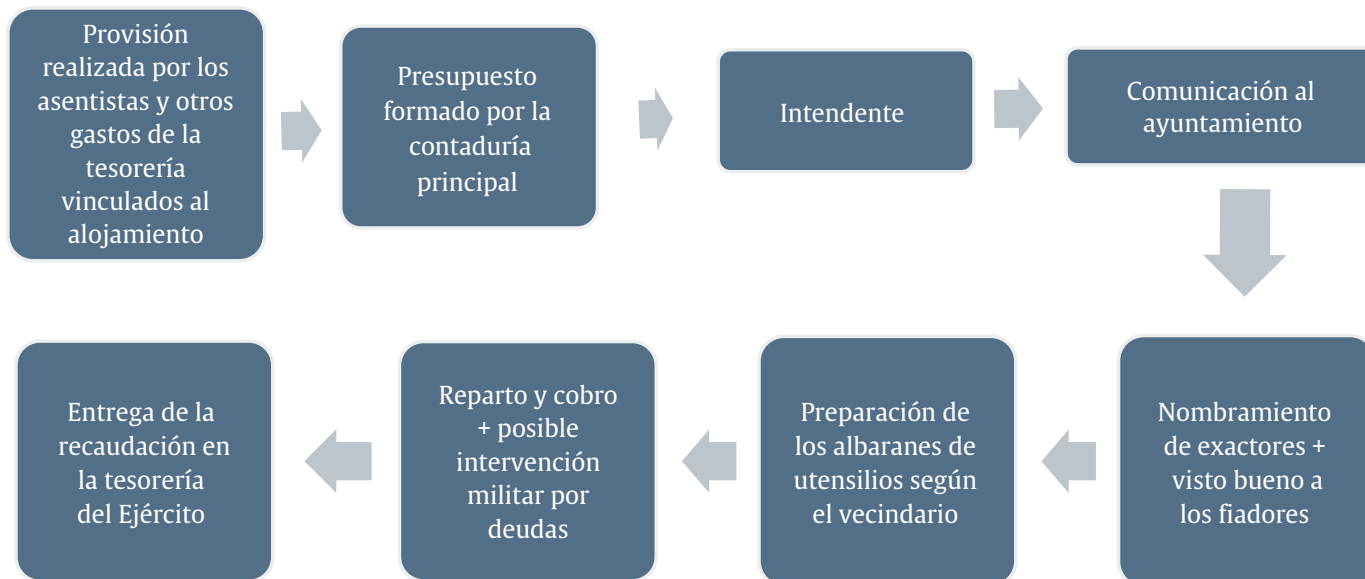 Provisión
realizada por los
asentistas y otros
gastos de la
tesorería
vinculados al
alojamiento
Presupuesto
formado por la
contaduría
principal
Intendente
Comunicación al
ayuntamiento
Nombramiento
de exactores +
visto bueno a
los fiadores
Preparación de
los albaranes de
utensilios según
el vecindario
Reparto y cobro
+ posible
intervención
militar por
deudas
Entrega de la
recaudación en
la tesorería
del Ejército